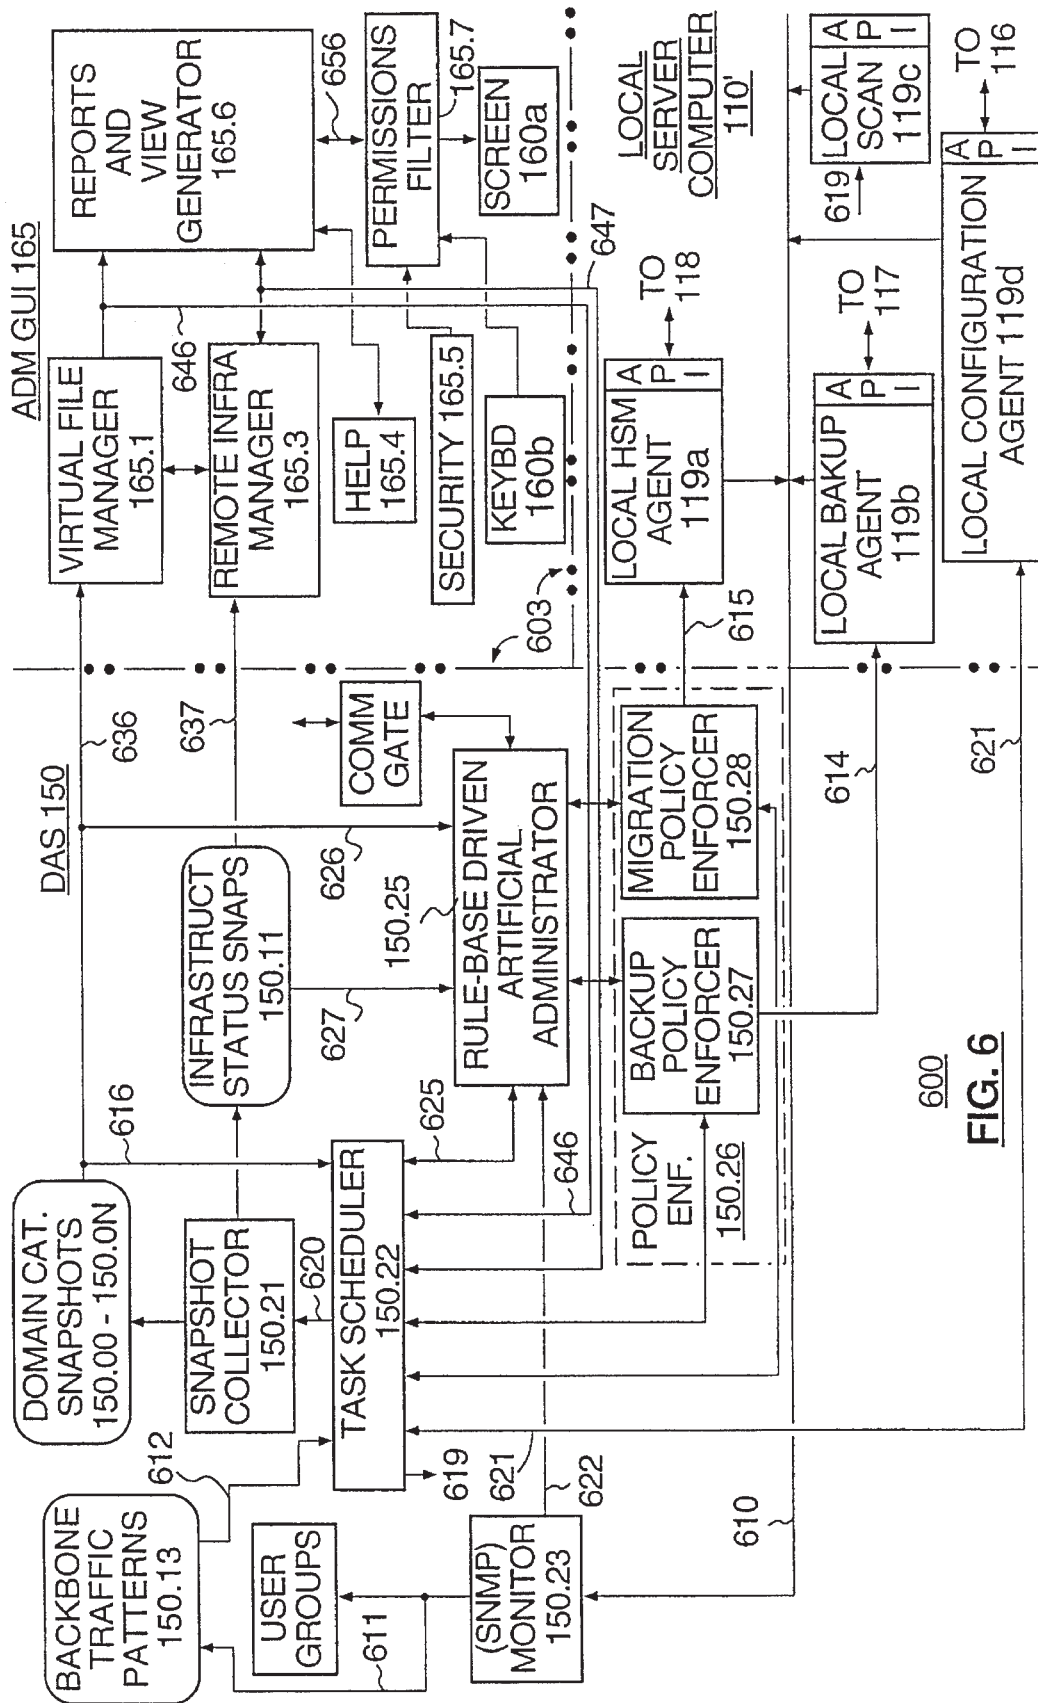 ADM GUI 165
DAS 150
BACKBONE
TRAFFIC
PATTERNS
150.13
612
DOMAIN CAT.
SNAPSHOTS
150.00 - 150.0N
616
636
VIRTUAL FILE
MANAGER
165.1
646
REPORTS
AND
VIEW
GENERATOR
165.6
USER
GROUPS
611
SNAPSHOT
COLLECTOR
150.21
620
INFRASTRUCT
STATUS SNAPS
150.11
637
REMOTE INFRA
MANAGER
165.3
656
627
626
150.25
COMM
GATE
HELP
165.4
PERMISSIONS
FILTER
165.7
TASK SCHEDULER
150.22
625
646
619
621
622
(SNMP)
MONITOR
150.23
RULE-BASE DRIVEN
ARTIFICIAL
ADMINISTRATOR
603
SECURITY 165.5
KEYBD
160b
SCREEN
160a
647
POLICY
ENF.
150.26
BACKUP
POLICY
ENFORCER
150.27
MIGRATION
POLICY
ENFORCER
150.28
615
LOCAL HSM
AGENT
119a
A
P
I
TO
118
LOCAL
SERVER
COMPUTER
110'
610
614
LOCAL BAKUP
AGENT
119b
A
P
I
TO
117
619
LOCAL
SCAN
119c
A
P
I
621
LOCAL CONFIGURATION
AGENT 119d
A
P
I
TO
116
600
FIG. 6